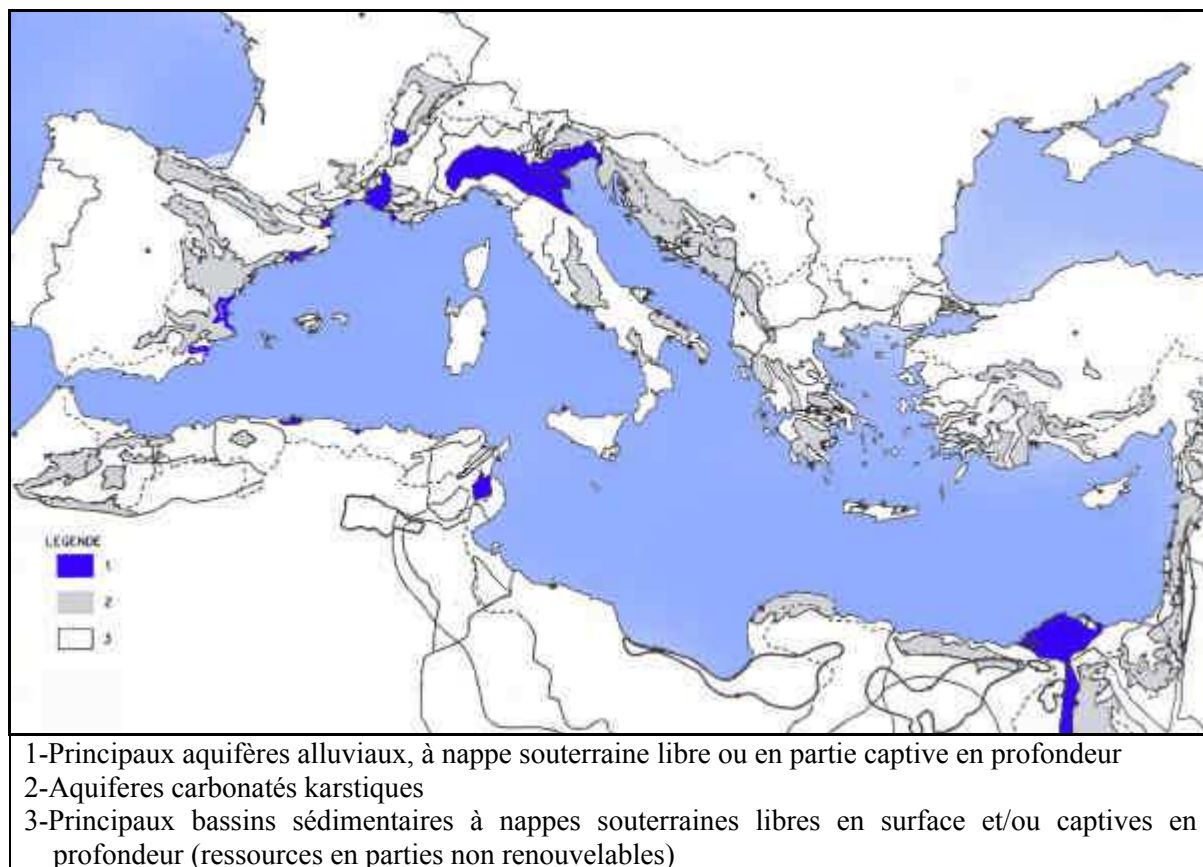 LEGENDE
1
2
3
1-Principaux aquifères alluviaux, à nappe souterraine libre ou en partie captive en profondeur
2-Aquiferes carbonatés karstiques
3-Principaux bassins sédimentaires à nappes souterraines libres en surface et/ou captives en
profondeur (ressources en parties non renouvelables)